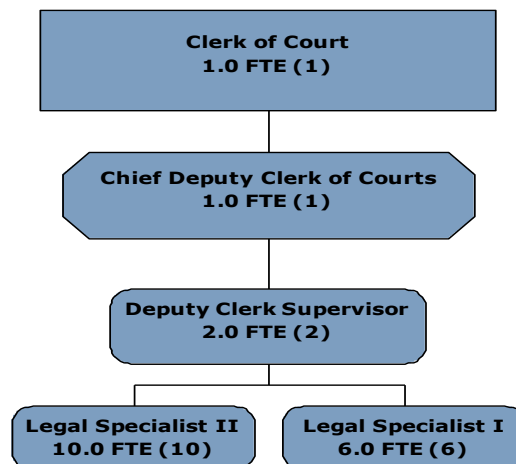 Clerk of Court
1.0 FTE (1)
Chief Deputy Clerk of Courts
1.0 FTE (1)
Deputy Clerk Supervisor
2.0 FTE (2)
Legal Specialist II
10.0 FTE (10)
Legal Specialist I
6.0 FTE (6)